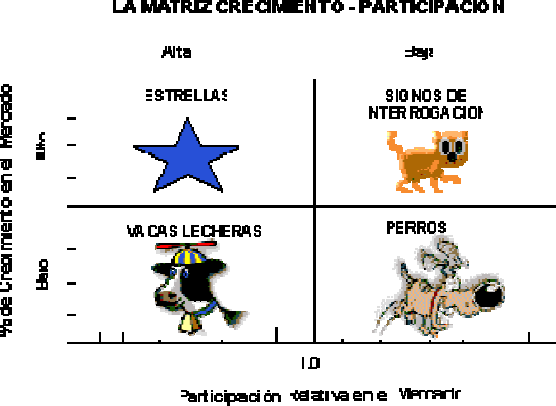 LA MATRIZ CRECIMIENTO - PARTICIPACION
Alta
Baja
ESTRELLAS
SIGNOS DE
INTERROGACION
% de Crecimiento en el Mercado
Alto
VACAS LECHERAS
PERROS
Bajo
1.0
Participación Relativa en el Mercado